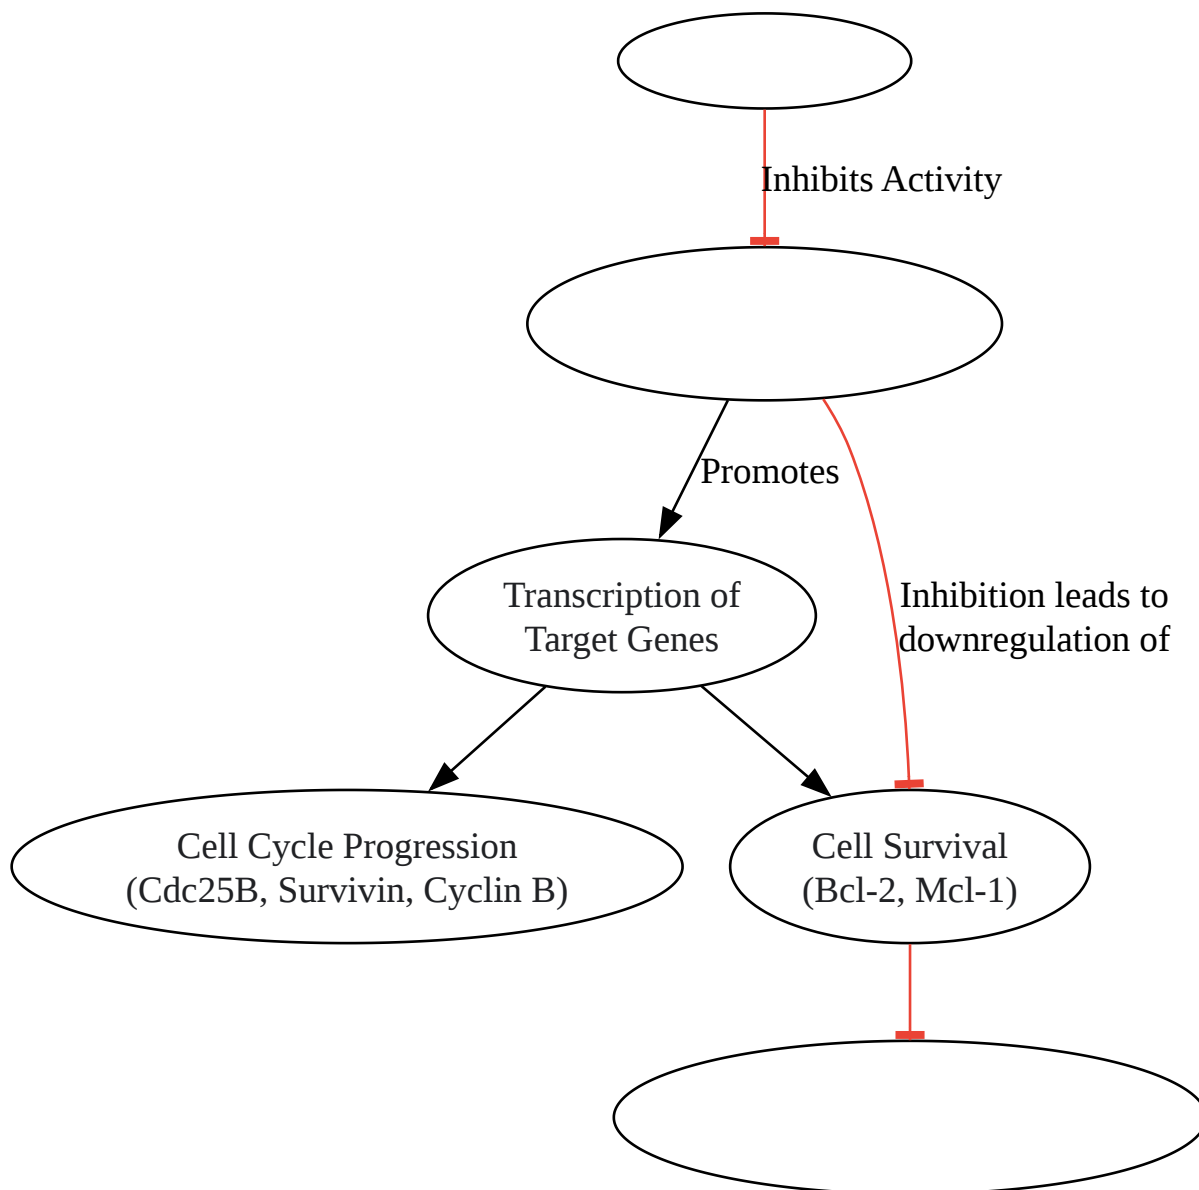 Inhibits Activity
Promotes
Transcription of
Target Genes
Inhibition leads to
downregulation of
Cell Cycle Progression
(Cdc25B, Survivin, Cyclin B)
Cell Survival
(Bcl-2, Mcl-1)